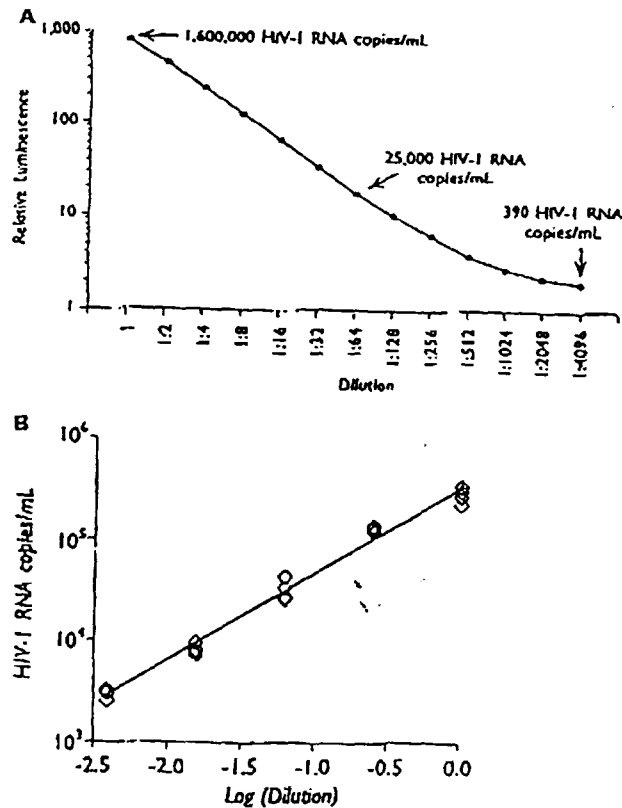 A
1,000
100
10
1
Relative Luminescence
1,600,000 HIV-1 RNA copies/mL
25,000 HIV-1 RNA
copies/mL
390 HIV-1 RNA
copies/mL
1
1:2
1:4
1:8
1:16
1:32
1:64
1:128
1:256
1:512
1:1024
1:2048
1:4096
Dilution
B
10⁶
10⁵
10⁴
10³
HIV-1 RNA copies/mL
-2.5 -2.0 -1.5 -1.0 -0.5 0.0
Log (Dilution)